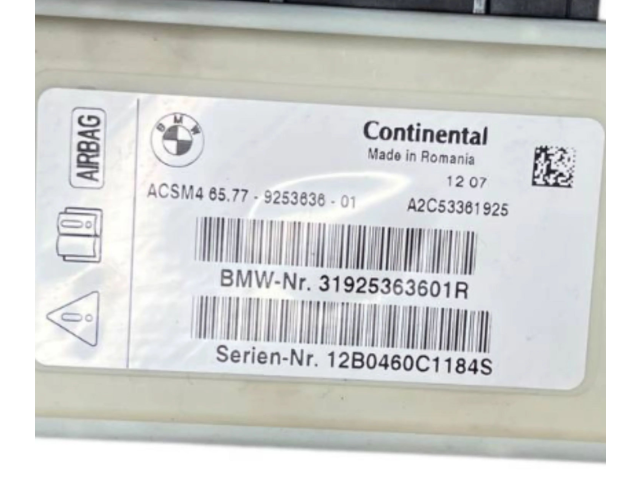 AIRBAG
BMW
Continental
Made in Romania
12 07
ACSM4 65.77 - 9253636 - 01 A2C53361925
BMW-Nr. 31925363601R
Serien-Nr. 12B0460C1184S